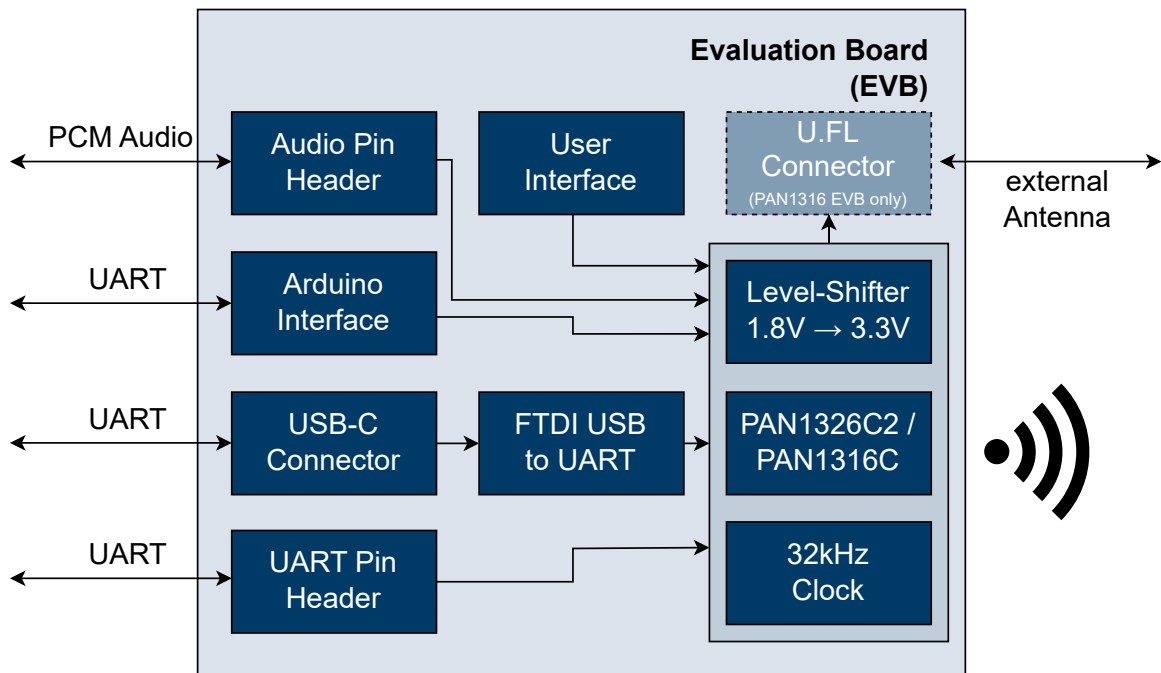 Evaluation Board
(EVB)
PCM Audio
Audio Pin
Header
User
Interface
U.FL
Connector
(PAN1316 EVB only)
external
Antenna
UART
Arduino
Interface
Level-Shifter
1.8V → 3.3V
UART
USB-C
Connector
FTDI USB
to UART
PAN1326C2 /
PAN1316C
UART
UART Pin
Header
32kHz
Clock